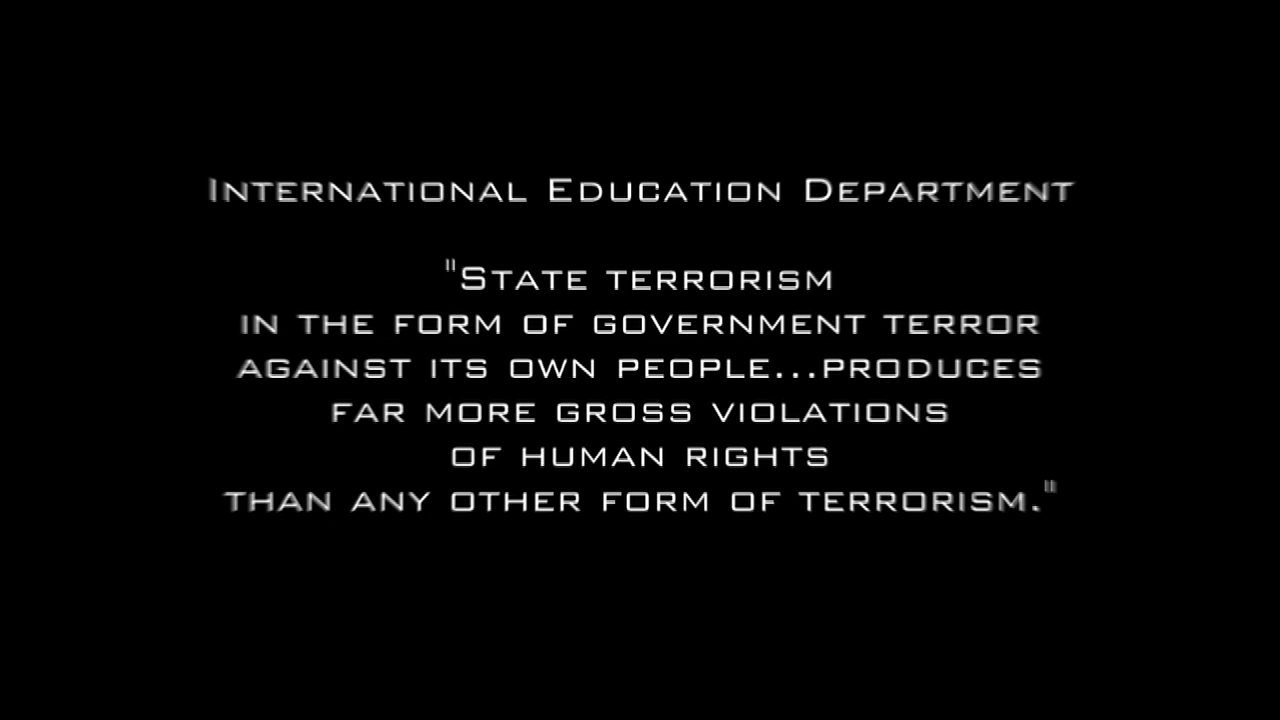 INTERNATIONAL EDUCATION DEPARTMENT
"STATE TERRORISM
IN THE FORM OF GOVERNMENT TERROR
AGAINST ITS OWN PEOPLE...PRODUCES
FAR MORE GROSS VIOLATIONS
OF HUMAN RIGHTS
THAN ANY OTHER FORM OF TERRORISM."